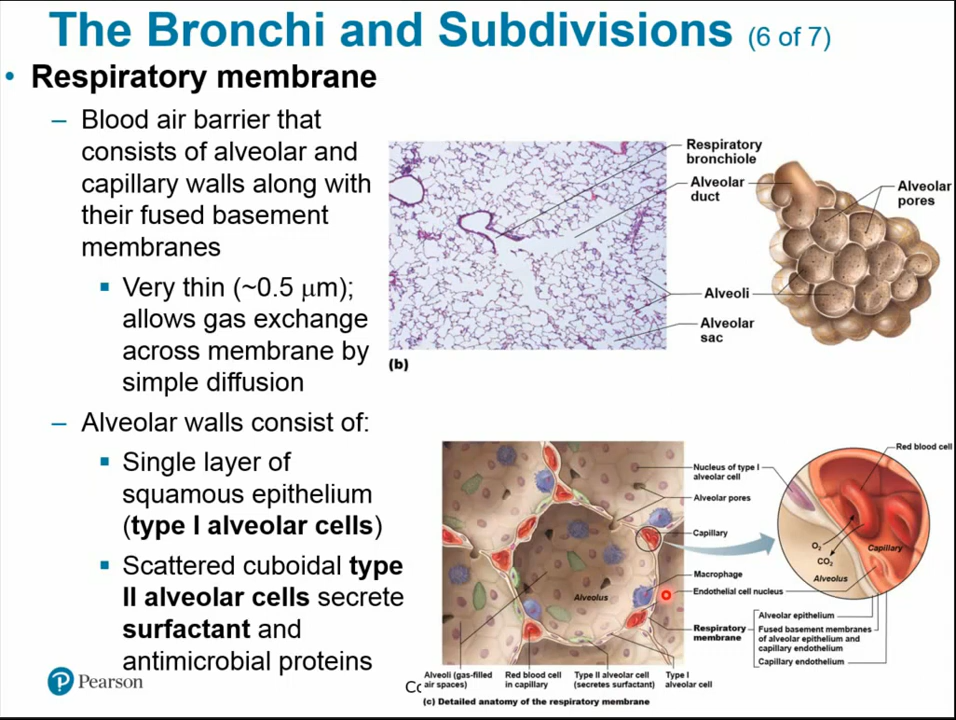 The Bronchi and Subdivisions (6 of 7)
• Respiratory membrane
– Blood air barrier that
consists of alveolar and
capillary walls along with
their fused basement
membranes
▪ Very thin (~0.5 μm);
allows gas exchange
across membrane by
simple diffusion
– Alveolar walls consist of:
▪ Single layer of
squamous epithelium
(type I alveolar cells)
▪ Scattered cuboidal type
II alveolar cells secrete
surfactant and
antimicrobial proteins
Respiratory
bronchiole
Alveolar
duct
Alveolar
pores
Alveoli
Alveolar
sac
(b)
Red blood cell
Nucleus of type I
alveolar cell
Alveolar pores
Capillary
O2
CO2
Capillary
Alveolus
Macrophage
Endothelial cell nucleus
Alveolus
Respiratory
membrane
Alveolar epithelium
Fused basement membranes
of alveolar epithelium and
capillary endothelium
Capillary endothelium
Alveoli (gas-filled
air spaces)
Red blood cell
in capillary
Type II alveolar cell
(secretes surfactant)
Type I
alveolar cell
(c) Detailed anatomy of the respiratory membrane
P Pearson